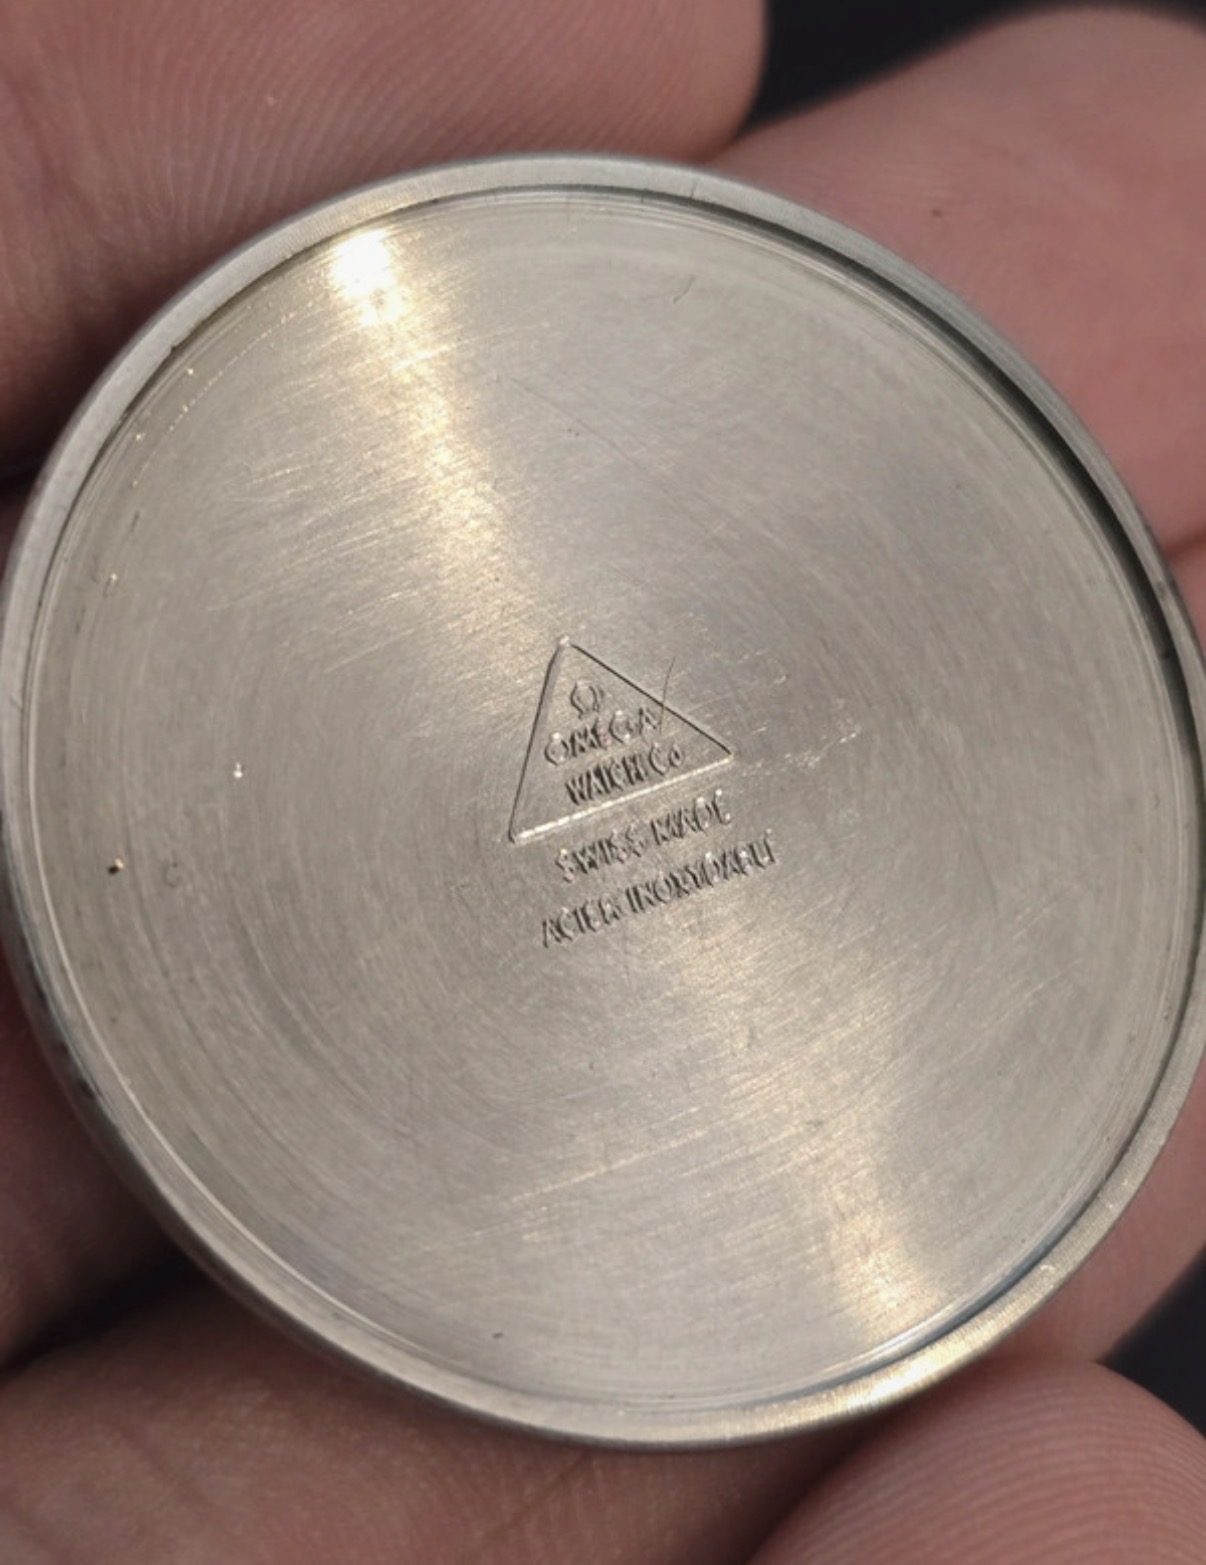 Ω
OMEGA
WATCH Co
SWISS MADE
ACIER INOXYDABLE